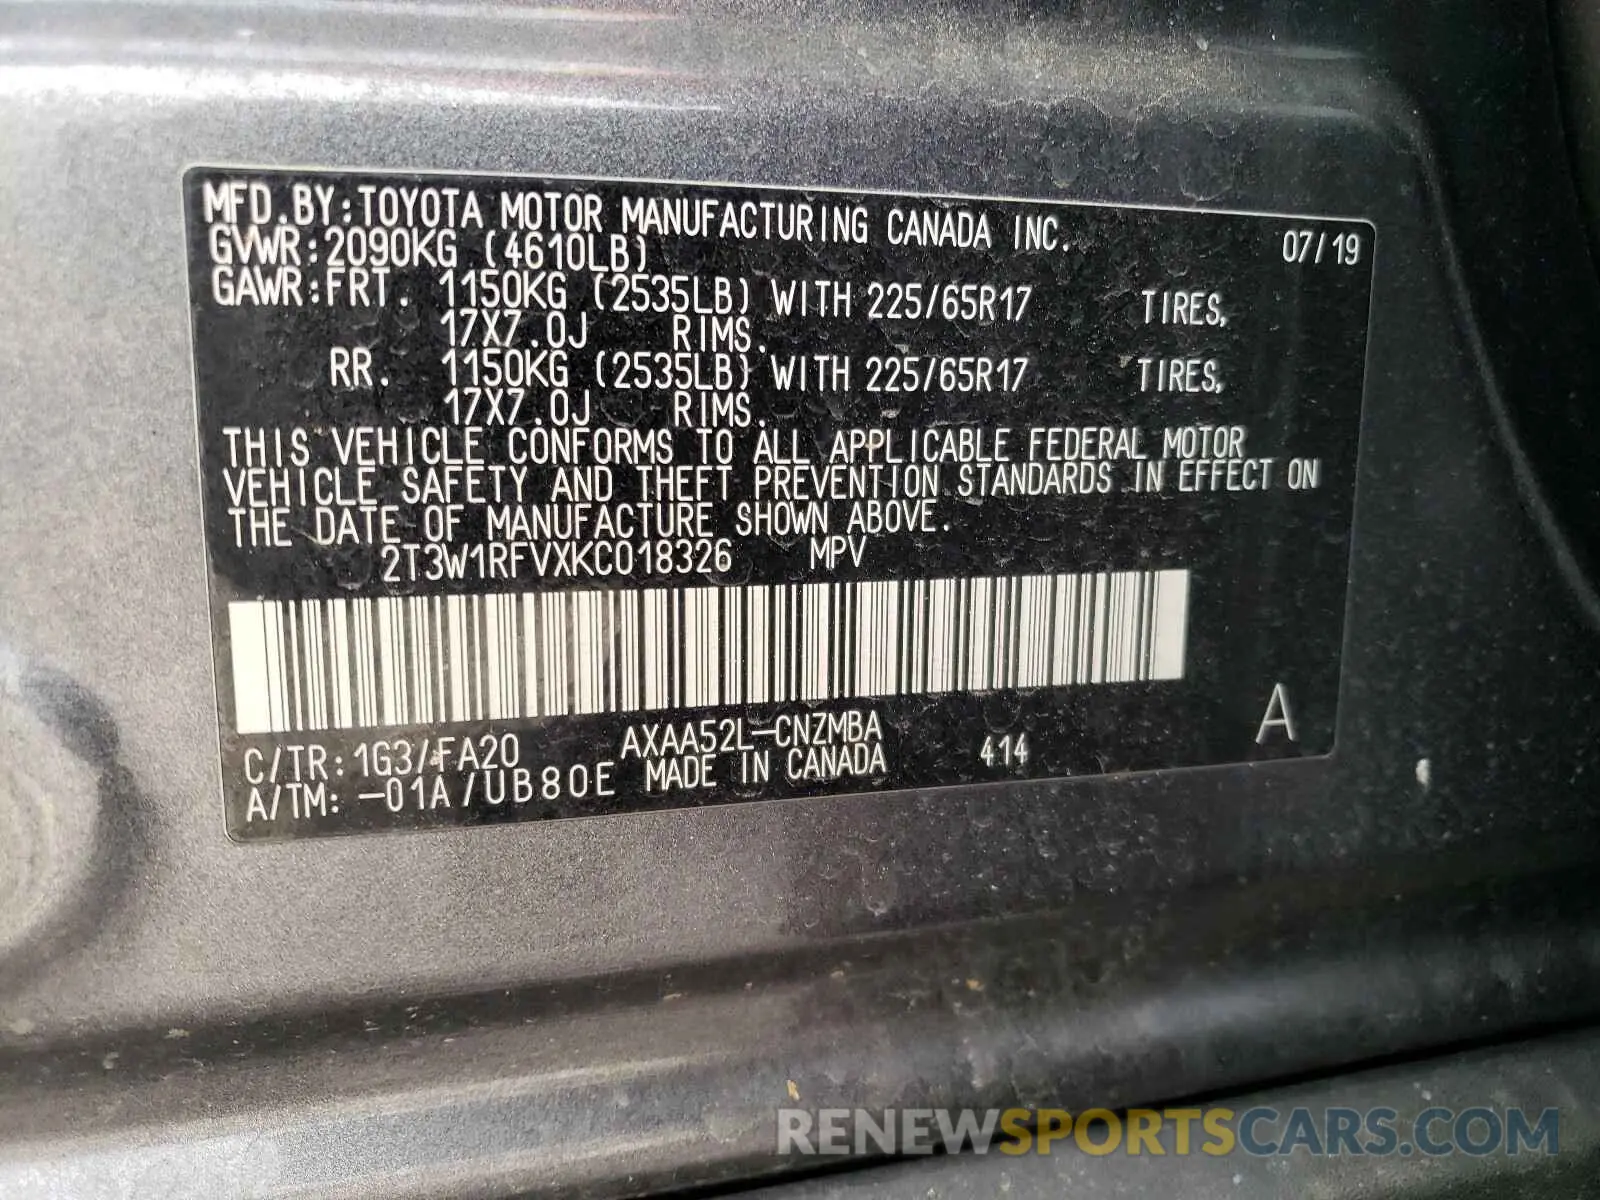 MFD.BY:TOYOTA MOTOR MANUFACTURING CANADA INC.
07/19
GVWR:2090KG (4610LB)
GAWR:FRT. 1150KG (2535LB) WITH 225/65R17 TIRES,
17X7.0J RIMS.
RR. 1150KG (2535LB) WITH 225/65R17 TIRES,
17X7.0J RIMS.
THIS VEHICLE CONFORMS TO ALL APPLICABLE FEDERAL MOTOR
VEHICLE SAFETY AND THEFT PREVENTION STANDARDS IN EFFECT ON
THE DATE OF MANUFACTURE SHOWN ABOVE.
2T3W1RFVXKC018326 MPV
C/TR:1G3/FA20 AXAA52L-CNZMBA
A/TM: -01A/UB80E MADE IN CANADA 414
A
RENEWSPORTSCARS.COM